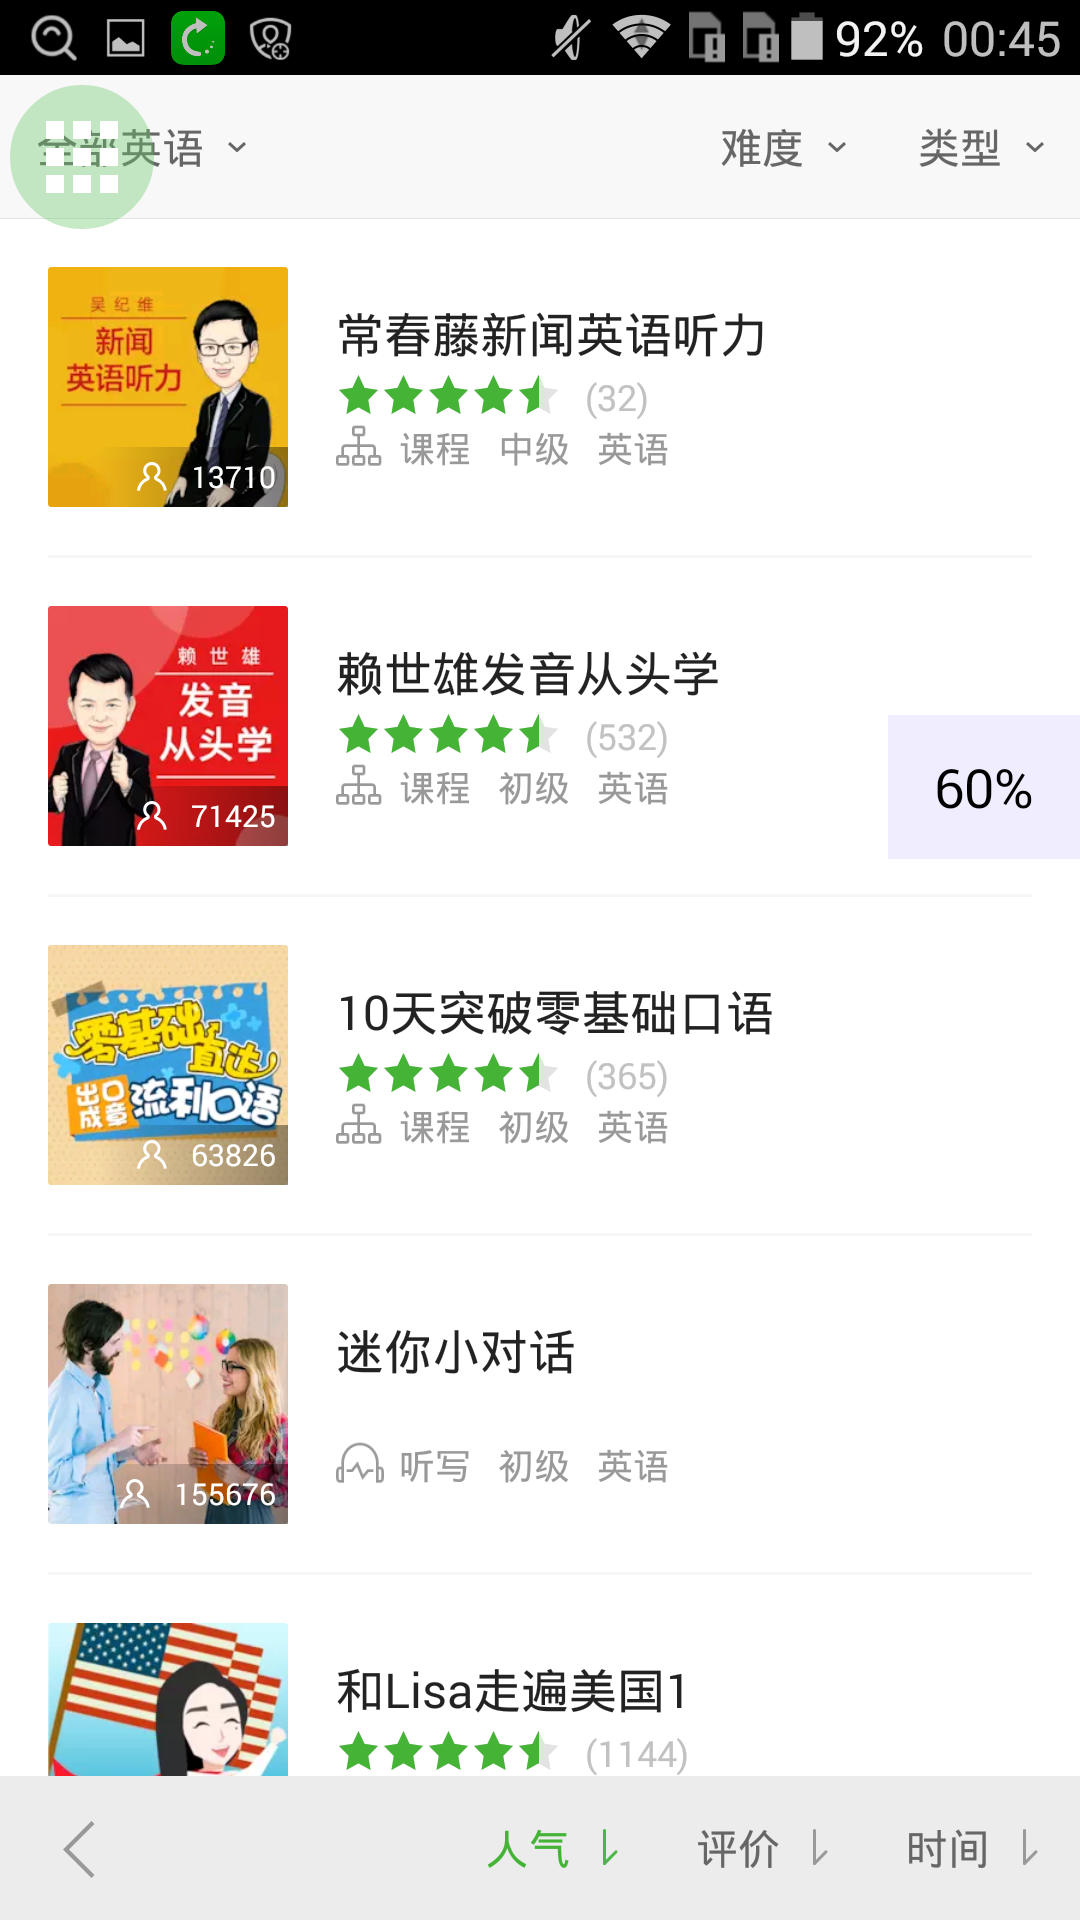 92% 00:45
全部英语 难度 类型
吴纪维
新闻
英语听力
13710
常春藤新闻英语听力
(32)
课程 中级 英语
赖世雄
发音
从头学
71425
赖世雄发音从头学
(532)
课程 初级 英语
60%
零基础
直达
出口成章
流利口语
63826
10天突破零基础口语
(365)
课程 初级 英语
155676
迷你小对话
听写 初级 英语
和Lisa走遍美国1
(1144)
人气 评价 时间